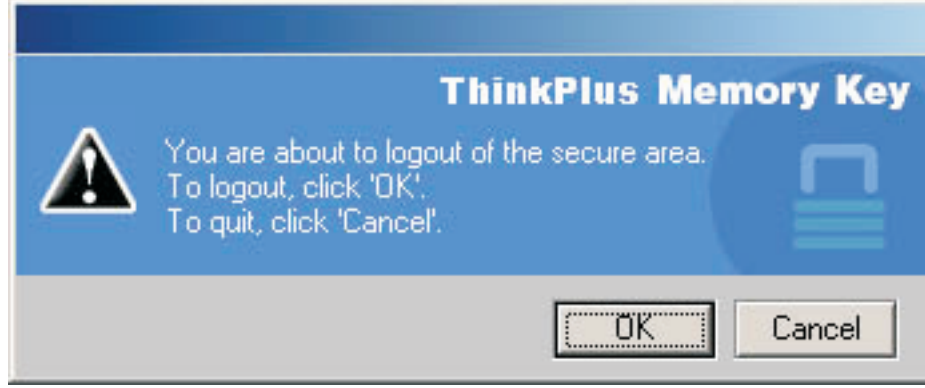 ThinkPlus Memory Key
You are about to logout of the secure area.
To logout, click 'OK'.
To quit, click 'Cancel'.
OK
Cancel